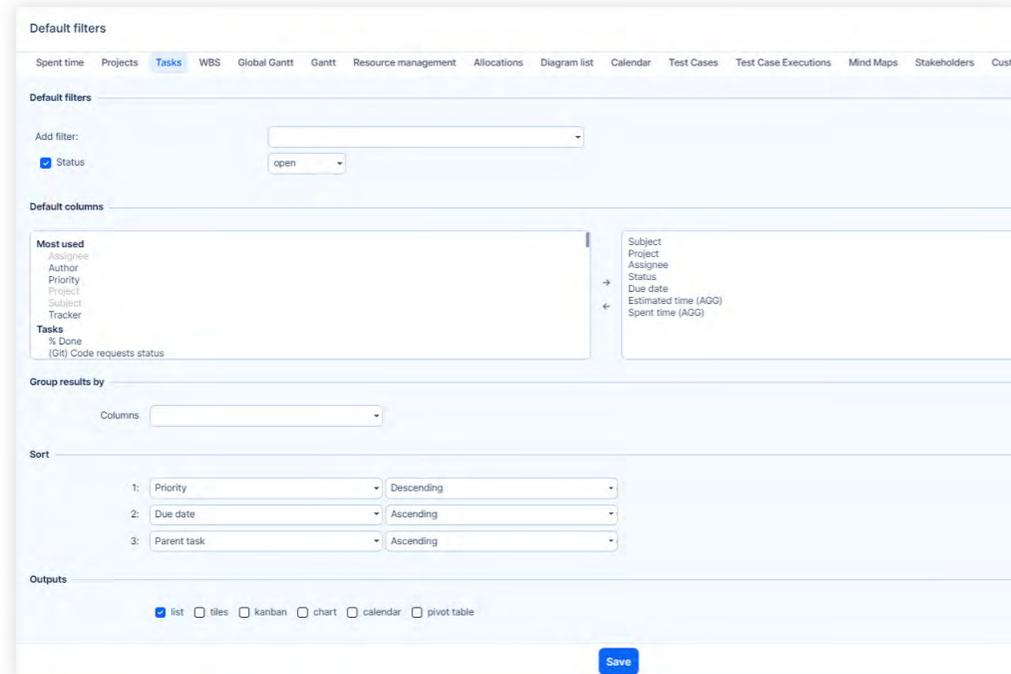 Default filters
Spent time Projects Tasks WBS Global Gantt Gantt Resource management Allocations Diagram list Calendar Test Cases Test Case Executions Mind Maps Stakeholders Cust
Default filters
Add filter:
Status open
Default columns
Most used
Assignee
Author
Priority
Project
Subject
Tracker
Tasks
% Done
(Git) Code requests status
→
←
Subject
Project
Assignee
Status
Due date
Estimated time (AGG)
Spent time (AGG)
Group results by
Columns
Sort
1: Priority Descending
2: Due date Ascending
3: Parent task Ascending
Outputs
list tiles kanban chart calendar pivot table
Save